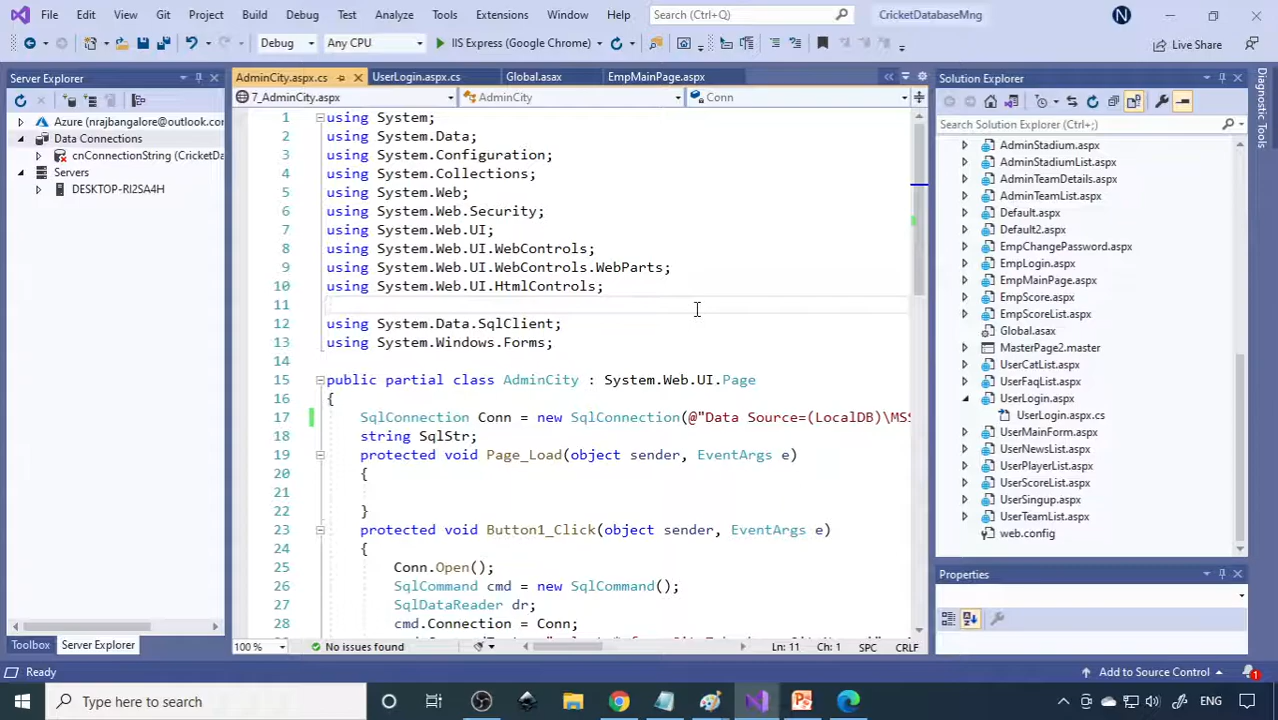 File Edit View Git Project Build Debug Test Analyze Tools Extensions Window Help Search (Ctrl+Q) CricketDatabaseMng N
Debug Any CPU IIS Express (Google Chrome) Live Share
Server Explorer
Azure (nrajbangalore@outlook.co
Data Connections
cnConnectionString (CricketDa
Servers
DESKTOP-RI2SA4H
Toolbox Server Explorer
AdminCity.aspx.cs UserLogin.aspx.cs Global.asax EmpMainPage.aspx
7_AdminCity.aspx AdminCity Conn
1 using System;
2 using System.Data;
3 using System.Configuration;
4 using System.Collections;
5 using System.Web;
6 using System.Web.Security;
7 using System.Web.UI;
8 using System.Web.UI.WebControls;
9 using System.Web.UI.WebControls.WebParts;
10 using System.Web.UI.HtmlControls;
11
12 using System.Data.SqlClient;
13 using System.Windows.Forms;
14
15 public partial class AdminCity : System.Web.UI.Page
16 {
17 SqlConnection Conn = new SqlConnection(@"Data Source=(LocalDB)\MSS
18 string SqlStr;
19 protected void Page_Load(object sender, EventArgs e)
20 {
21
22 }
23 protected void Button1_Click(object sender, EventArgs e)
24 {
25 Conn.Open();
26 SqlCommand cmd = new SqlCommand();
27 SqlDataReader dr;
28 cmd.Connection = Conn;
100 % No issues found Ln: 11 Ch: 1 SPC CRLF
Solution Explorer
Search Solution Explorer (Ctrl+;)
AdminStadium.aspx
AdminStadiumList.aspx
AdminTeamDetails.aspx
AdminTeamList.aspx
Default.aspx
Default2.aspx
EmpChangePassword.aspx
EmpLogin.aspx
EmpMainPage.aspx
EmpScore.aspx
EmpScoreList.aspx
Global.asax
MasterPage2.master
UserCatList.aspx
UserFaqList.aspx
UserLogin.aspx
UserLogin.aspx.cs
UserMainForm.aspx
UserNewsList.aspx
UserPlayerList.aspx
UserScoreList.aspx
UserSingup.aspx
UserTeamList.aspx
web.config
Properties
Diagnostic Tools
Ready Add to Source Control 1
Type here to search ENG